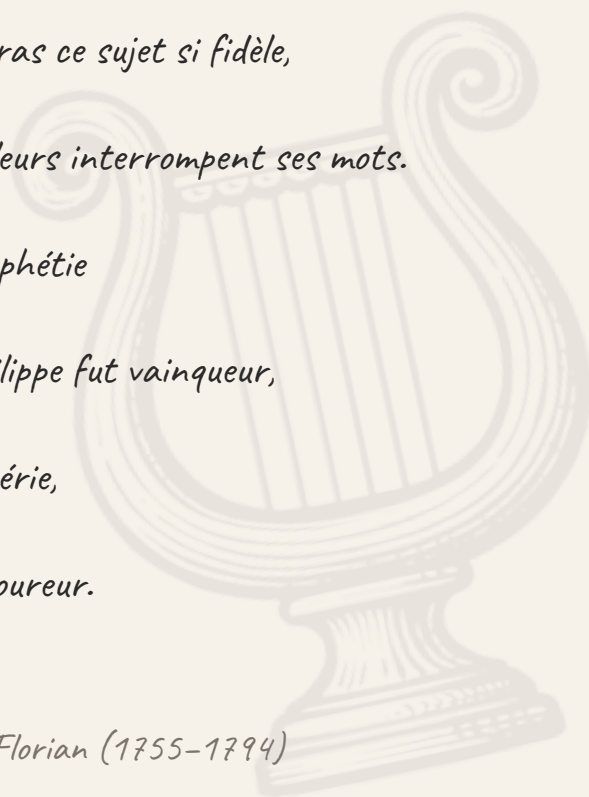 ras ce sujet si fidèle,
leurs interrompent ses mots.
phétie
lippe fut vainqueur,
érie,
oureur.
Florian (1755–1794)